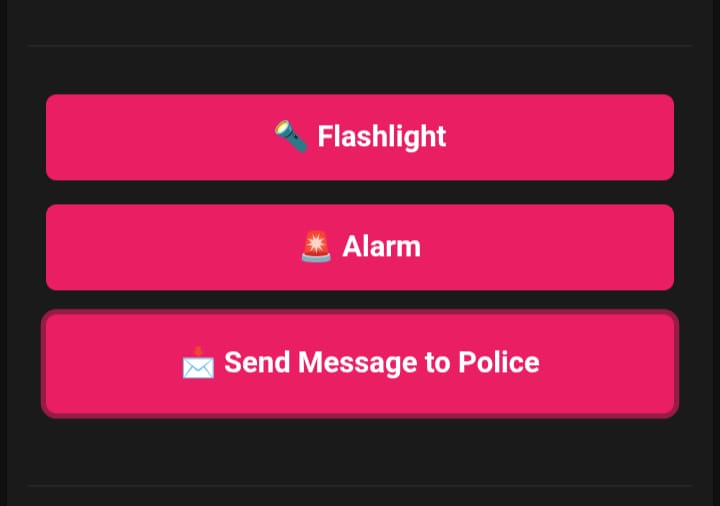 🔦 Flashlight
🚨 Alarm
📩 Send Message to Police